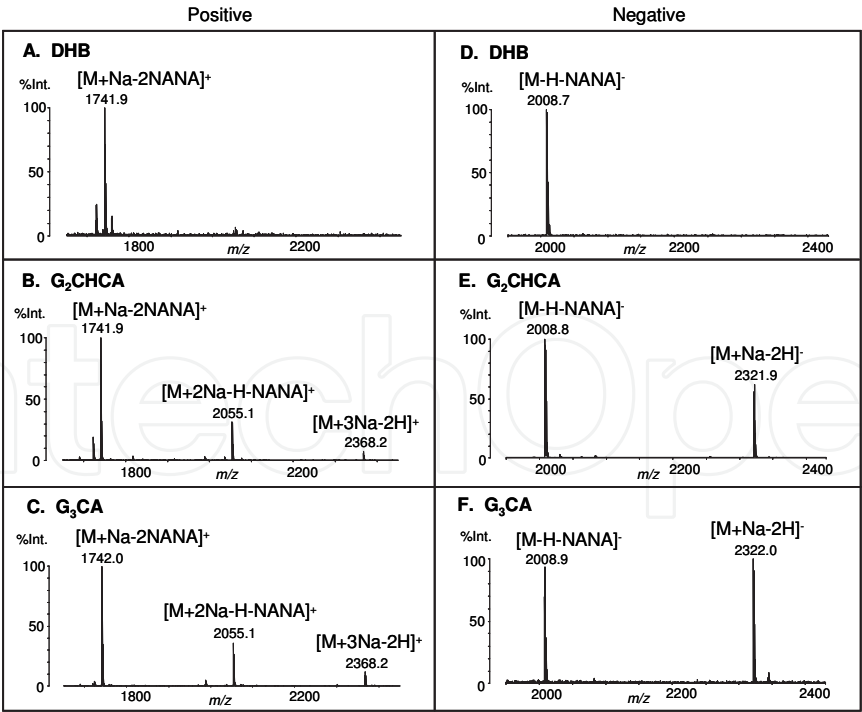 Positive
Negative
A. DHB
[M+Na-2NANA]+
%Int.
1741.9
100
50
0
1800
m/z
2200
D. DHB
[M-H-NANA]-
%Int.
2008.7
100
50
0
2000
m/z
2200
2400
B. G2CHCA
[M+Na-2NANA]+
%Int.
1741.9
100
[M+2Na-H-NANA]+
2055.1
[M+3Na-2H]+
2368.2
50
0
1800
m/z
2200
E. G2CHCA
[M-H-NANA]-
%Int.
2008.8
100
[M+Na-2H]-
2321.9
50
0
2000
m/z
2200
2400
C. G3CA
[M+Na-2NANA]+
%Int.
1742.0
100
[M+2Na-H-NANA]+
2055.1
[M+3Na-2H]+
2368.2
50
0
1800
m/z
2200
F. G3CA
[M-H-NANA]-
[M+Na-2H]-
%Int.
2008.9
2322.0
100
50
0
2000
m/z
2200
2400